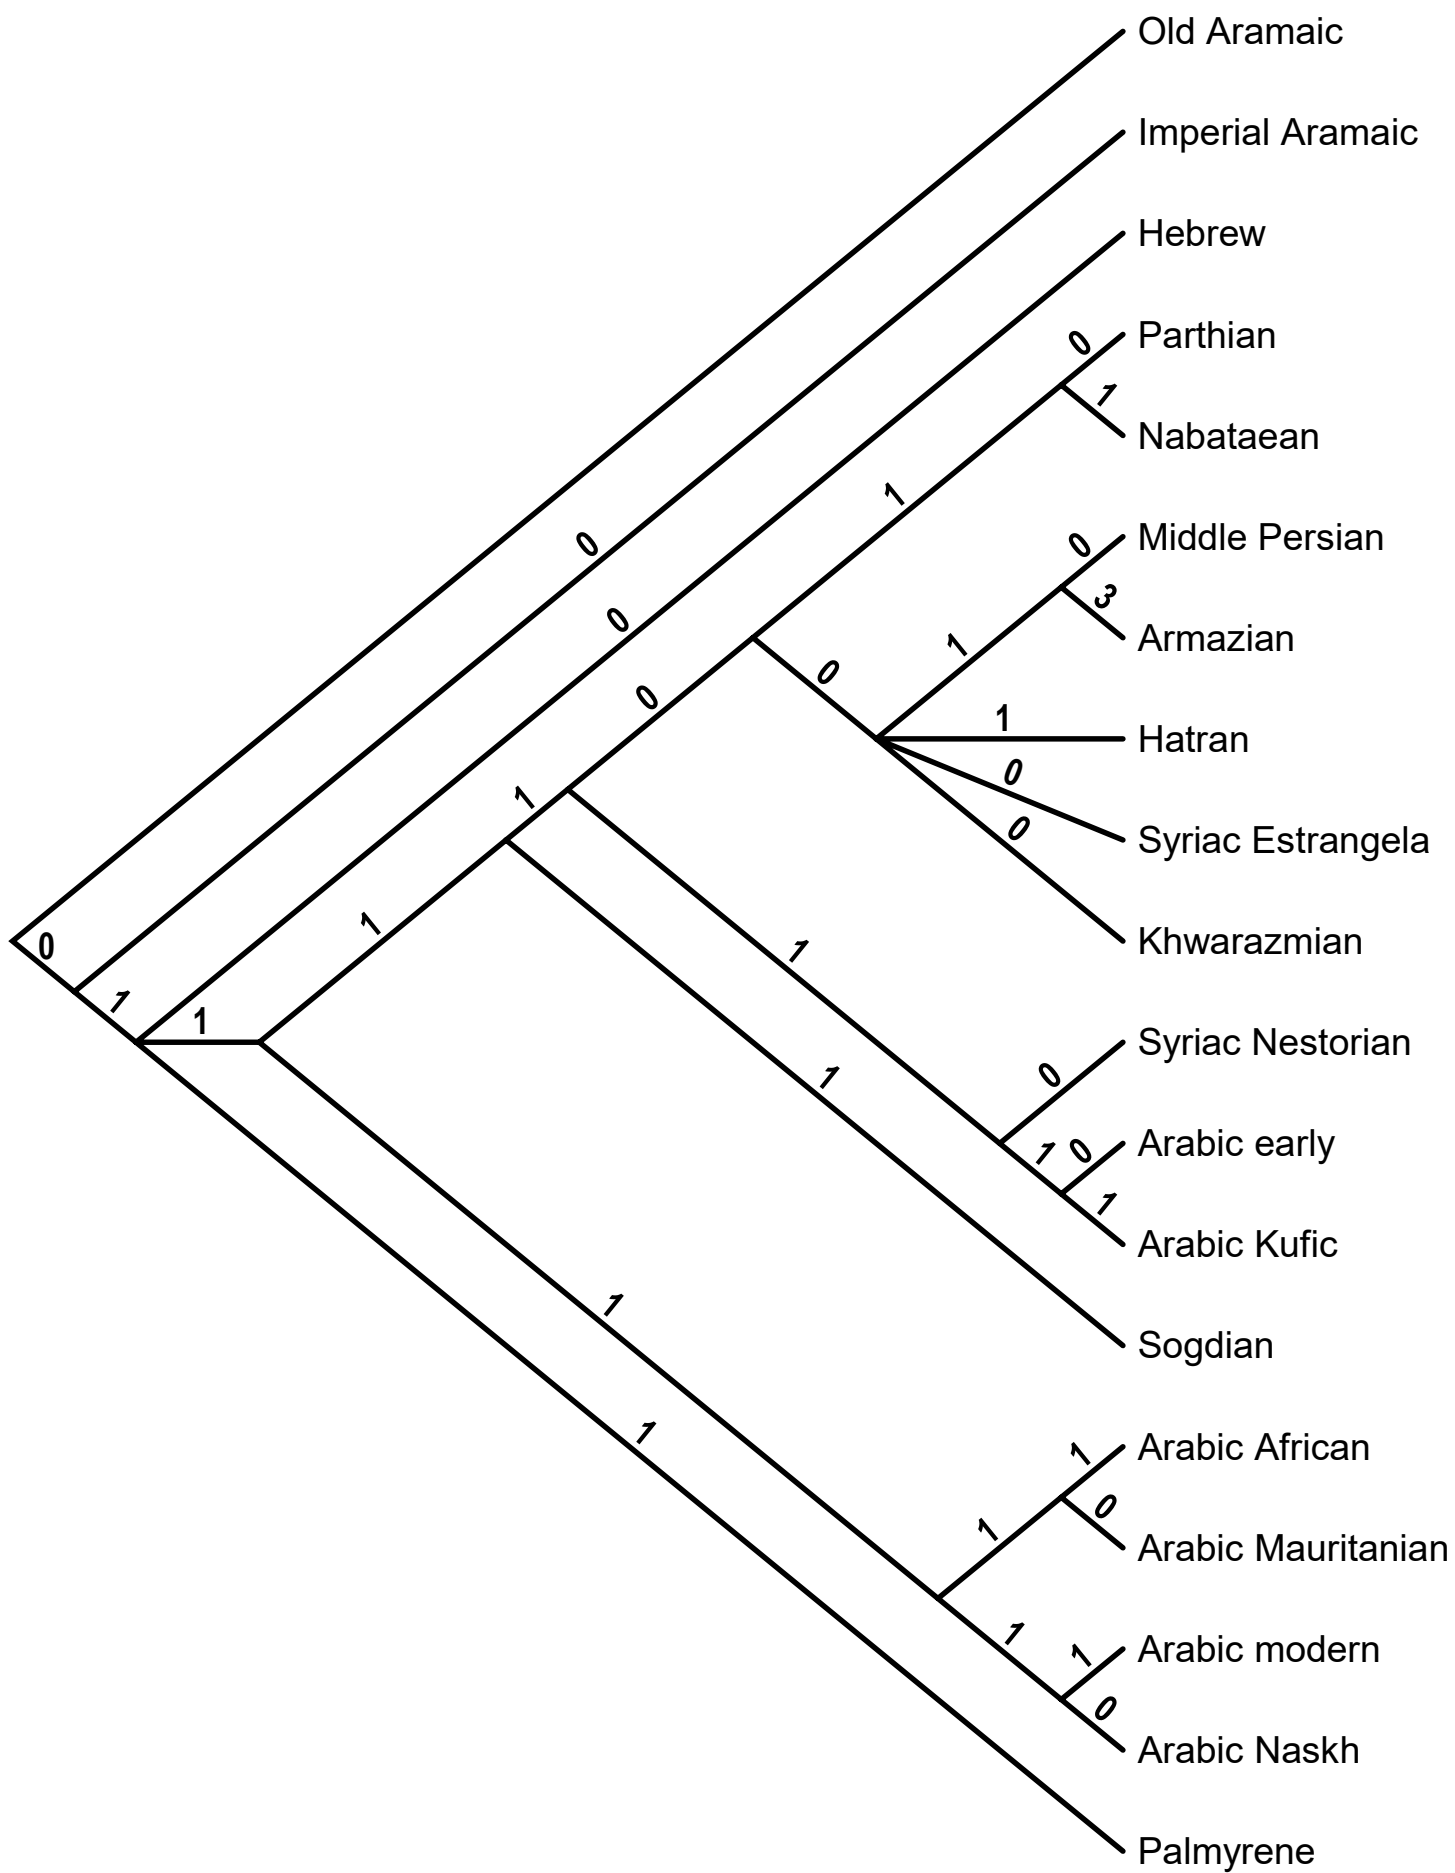 Old Aramaic
Imperial Aramaic
Hebrew
0
Parthian
1
Nabataean
1
0
Middle Persian
0
3
Armazian
0
1
0
0
1
Hatran
0
1
Syriac Estrangela
0
1
1
Khwarazmian
0
1
1
1
Syriac Nestorian
0
1
Arabic early
1
0
1
Arabic Kufic
1
Sogdian
1
1
Arabic African
0
1
Arabic Mauritanian
1
1
Arabic modern
0
Arabic Naskh
Palmyrene